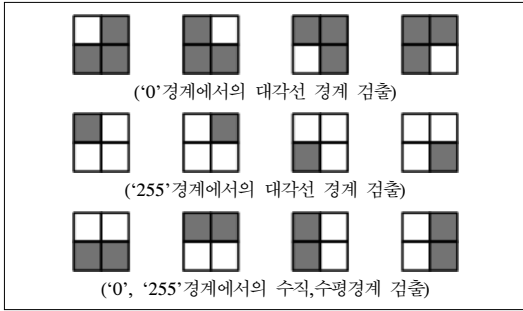 (‘0’경계에서의 대각선 경계 검출)
(‘255’경계에서의 대각선 경계 검출)
(‘0’, ‘255’경계에서의 수직,수평경계 검출)